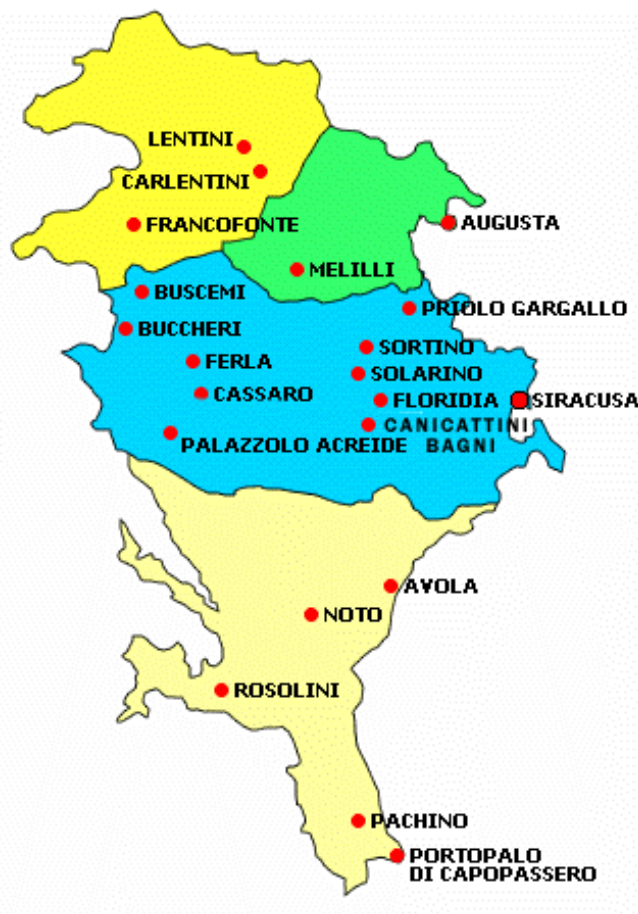 LENTINI
CARLENTINI
FRANCOFONTE
AUGUSTA
MELILLI
BUSCEMI
PRIOLO GARGALLO
BUCCHERI
SORTINO
FERLA
SOLARINO
CASSARO
FLORIDIA
SIRACUSA
CANICATTINI
BAGNI
PALAZZOLO ACREIDE
AVOLA
NOTO
ROSOLINI
PACHINO
PORTOPALO
DI CAPOPASSERO